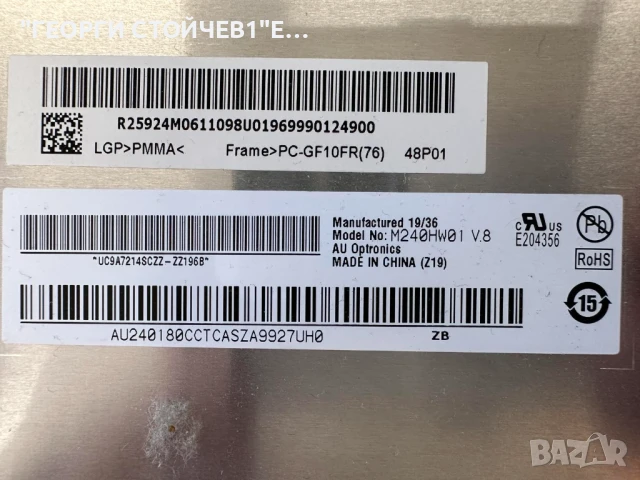 "ГЕОРГИ СТОЙЧЕВ1"Е...
R25924M0611098U01969990124900
LGP>PMMA< Frame>PC-GF10FR(76) 48P01
Manufactured 19/36
Model No: M240HW01 V.8
AU Optronics
MADE IN CHINA (Z19)
*UC9A7214SCZZ-ZZ196B*
c RU US
E204356
Pb
RoHS
15
AU240180CCTCASZA9927UH0 ZB
BAZAR